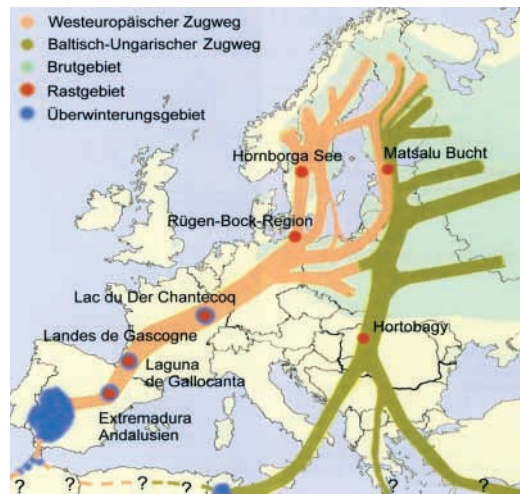 Westeuropäischer Zugweg
Baltisch-Ungarischer Zugweg
Brutgebiet
Rastgebiet
Überwinterungsgebiet
Hornborga See
Matsalu Bucht
Rügen-Bock-Region
Lac du Der Chantecoq
Landes de Gascogne
Hortobagy
Laguna
de Gallocanta
Extremadura
Andalusien
? ? ? ? ? ?